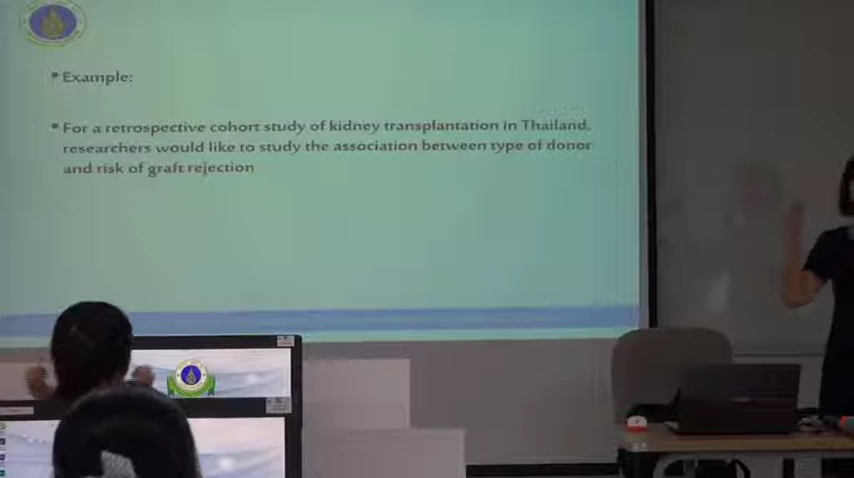 • Example:
• For a retrospective cohort study of kidney transplantation in Thailand,
researchers would like to study the association between type of donor
and risk of graft rejection